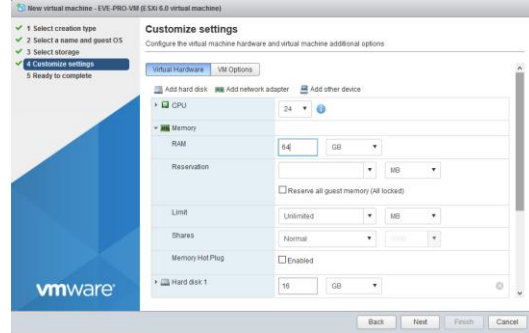 New virtual machine - EVE-PRO-VM (ESXi 6.0 virtual machine)
1 Select creation type
2 Select a name and guest OS
3 Select storage
4 Customize settings
5 Ready to complete
Customize settings
Configure the virtual machine hardware and virtual machine additional options
Virtual Hardware VM Options
Add hard disk Add network adapter Add other device
CPU 24
Memory
RAM 64 GB
Reservation MB
Reserve all guest memory (All locked)
Limit Unlimited MB
Shares Normal
Memory Hot Plug Enabled
Hard disk 1 16 GB
vmware
Back Next Finish Cancel